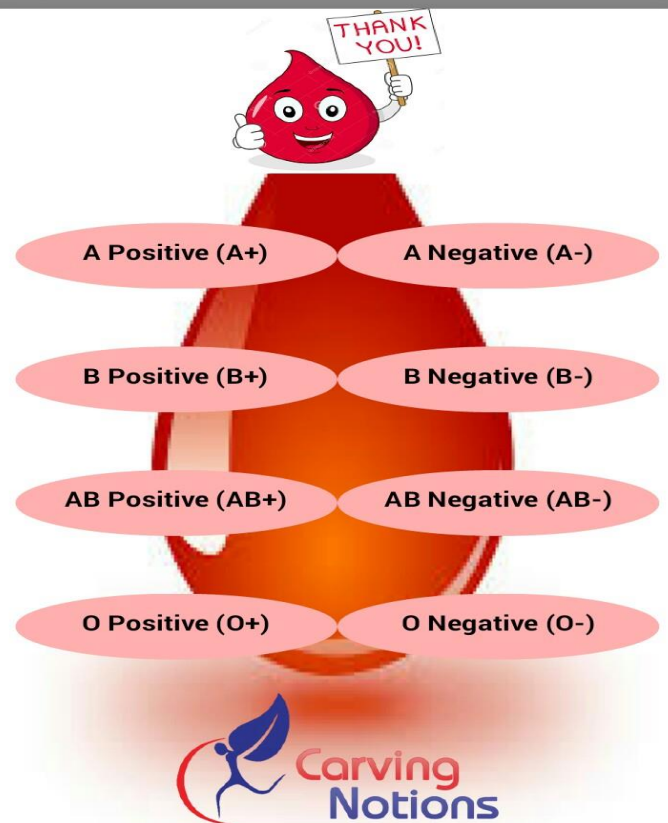 THANK
YOU!
A Positive (A+) A Negative (A-)
B Positive (B+) B Negative (B-)
AB Positive (AB+) AB Negative (AB-)
O Positive (O+) O Negative (O-)
Carving
Notions